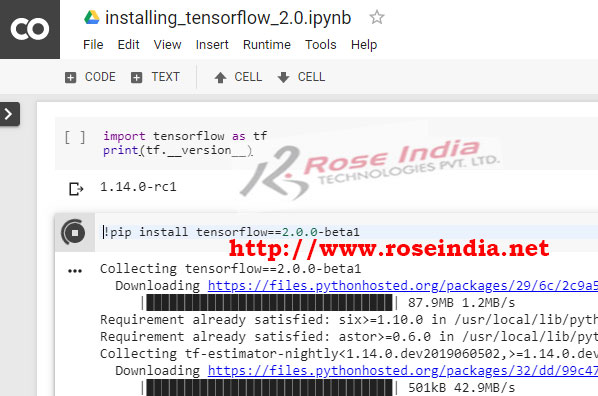 CO
installing_tensorflow_2.0.ipynb
File Edit View Insert Runtime Tools Help
CODE TEXT CELL CELL
[ ] import tensorflow as tf
print(tf.__version__)
Rose India
TECHNOLOGIES PVT. LTD.
1.14.0-rc1
!pip install tensorflow==2.0.0-beta1
http://www.roseindia.net
Collecting tensorflow==2.0.0-beta1
Downloading https://files.pythonhosted.org/packages/29/6c/2c9a5
|████████████████████████████████| 87.9MB 1.2MB/s
Requirement already satisfied: six>=1.10.0 in /usr/local/lib/pyth
Requirement already satisfied: astor>=0.6.0 in /usr/local/lib/pyt
Collecting tf-estimator-nightly<1.14.0.dev2019060502,>=1.14.0.dev
Downloading https://files.pythonhosted.org/packages/32/dd/99c47
|████████████████████████████████| 501kB 42.9MB/s